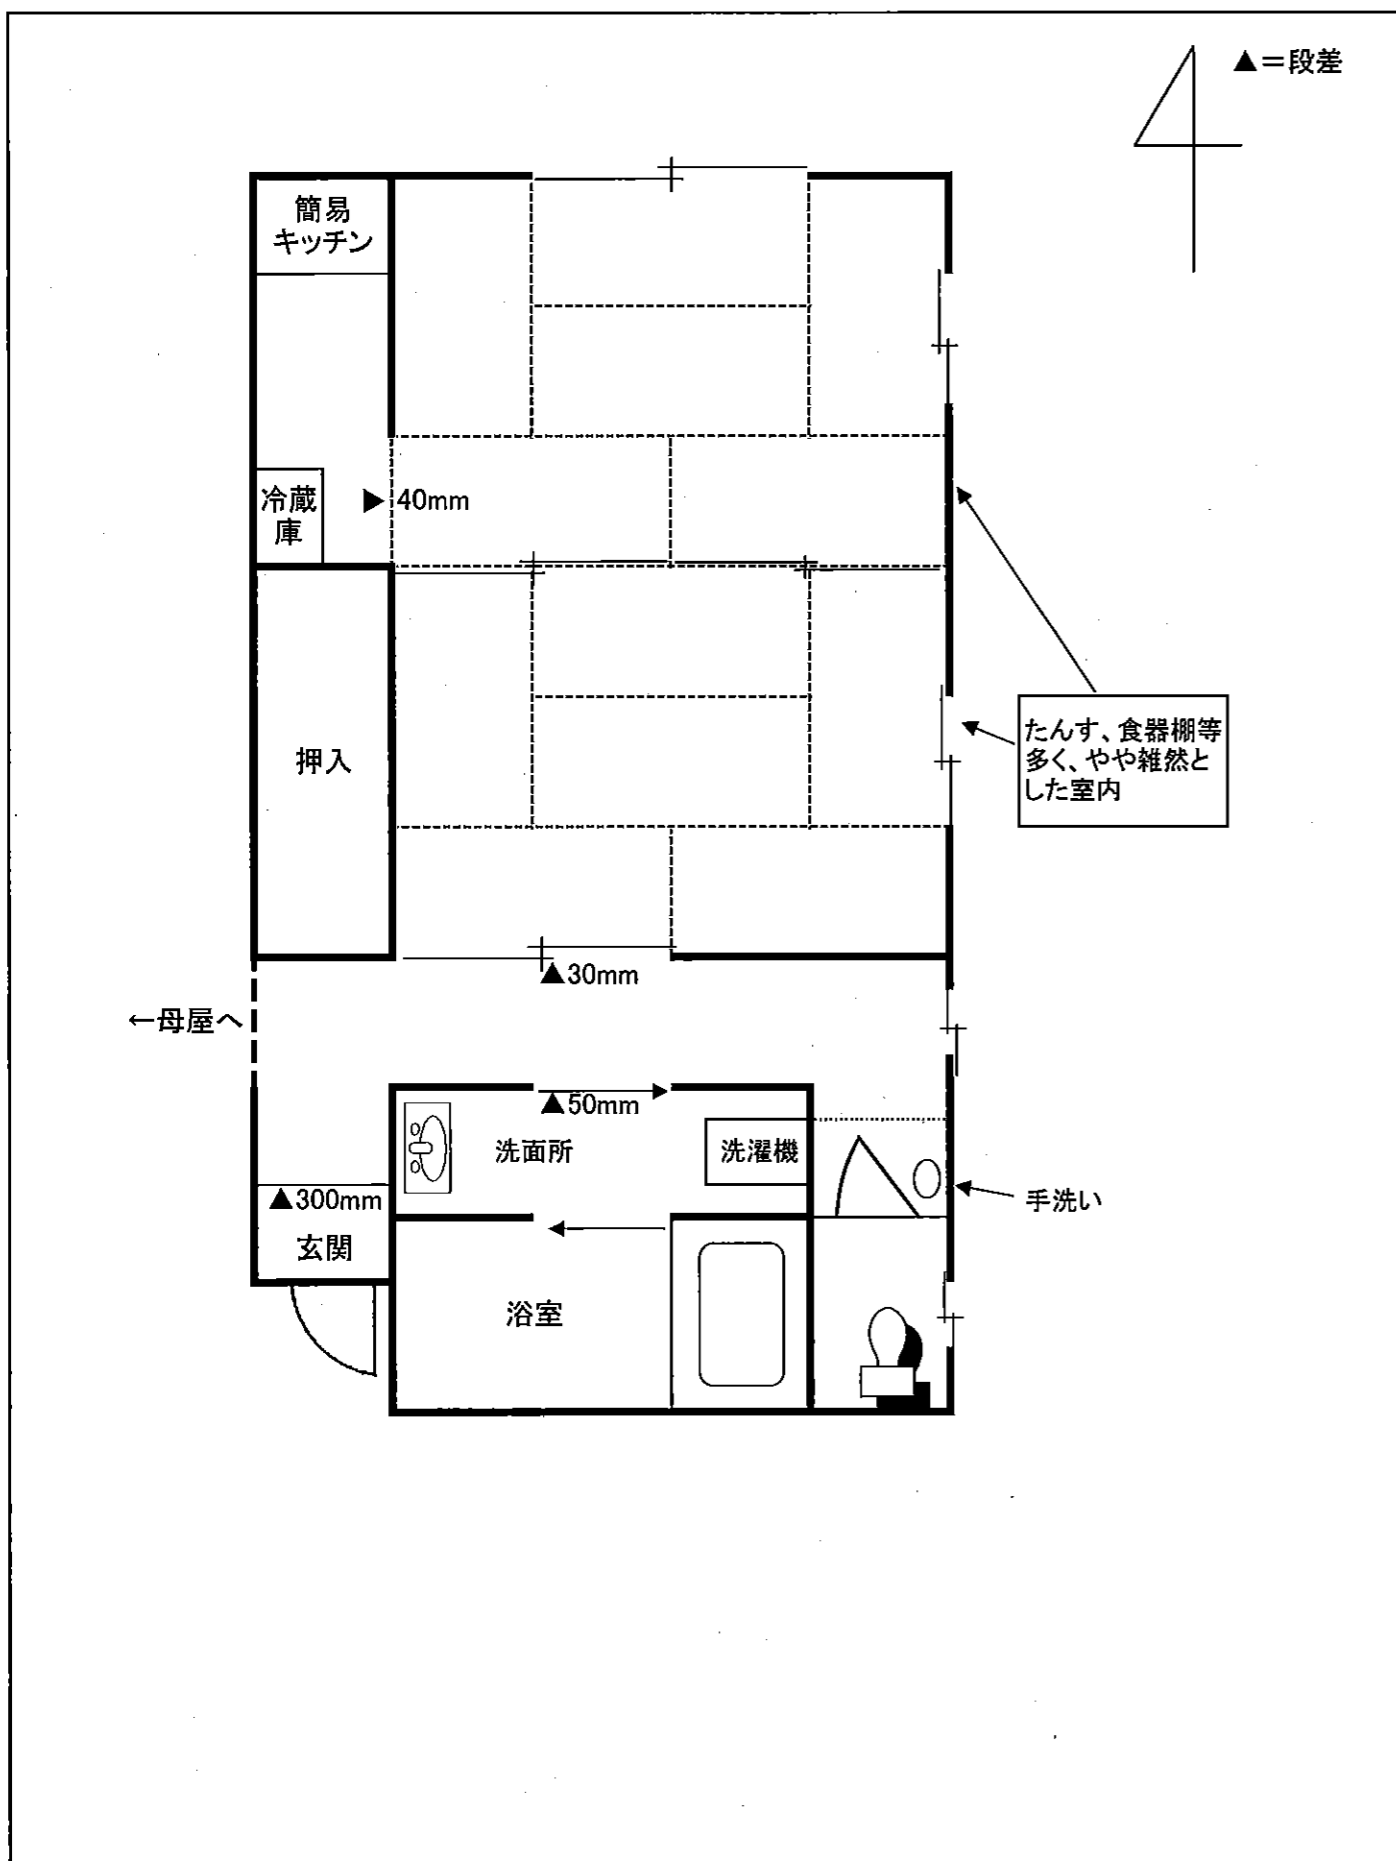 ▲＝段差
簡易
キッチン
冷蔵
庫
▶ 40mm
たんす、食器棚等
多く、やや雑然と
した室内
押入
▲30mm
←母屋へ
▲50mm
洗面所
洗濯機
手洗い
▲300mm
玄関
浴室